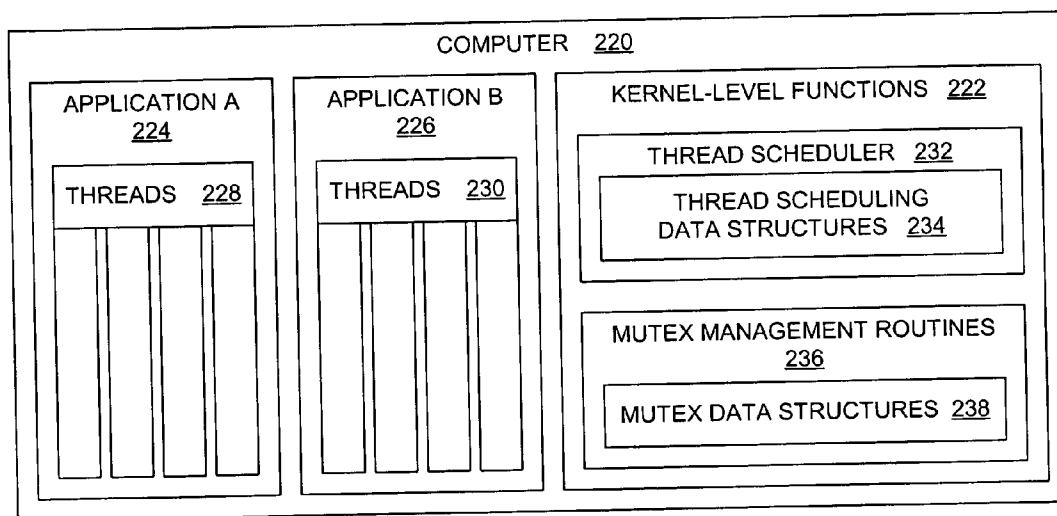 COMPUTER 220
APPLICATION A
224
THREADS 228
APPLICATION B
226
THREADS 230
KERNEL-LEVEL FUNCTIONS 222
THREAD SCHEDULER 232
THREAD SCHEDULING
DATA STRUCTURES 234
MUTEX MANAGEMENT ROUTINES
236
MUTEX DATA STRUCTURES 238